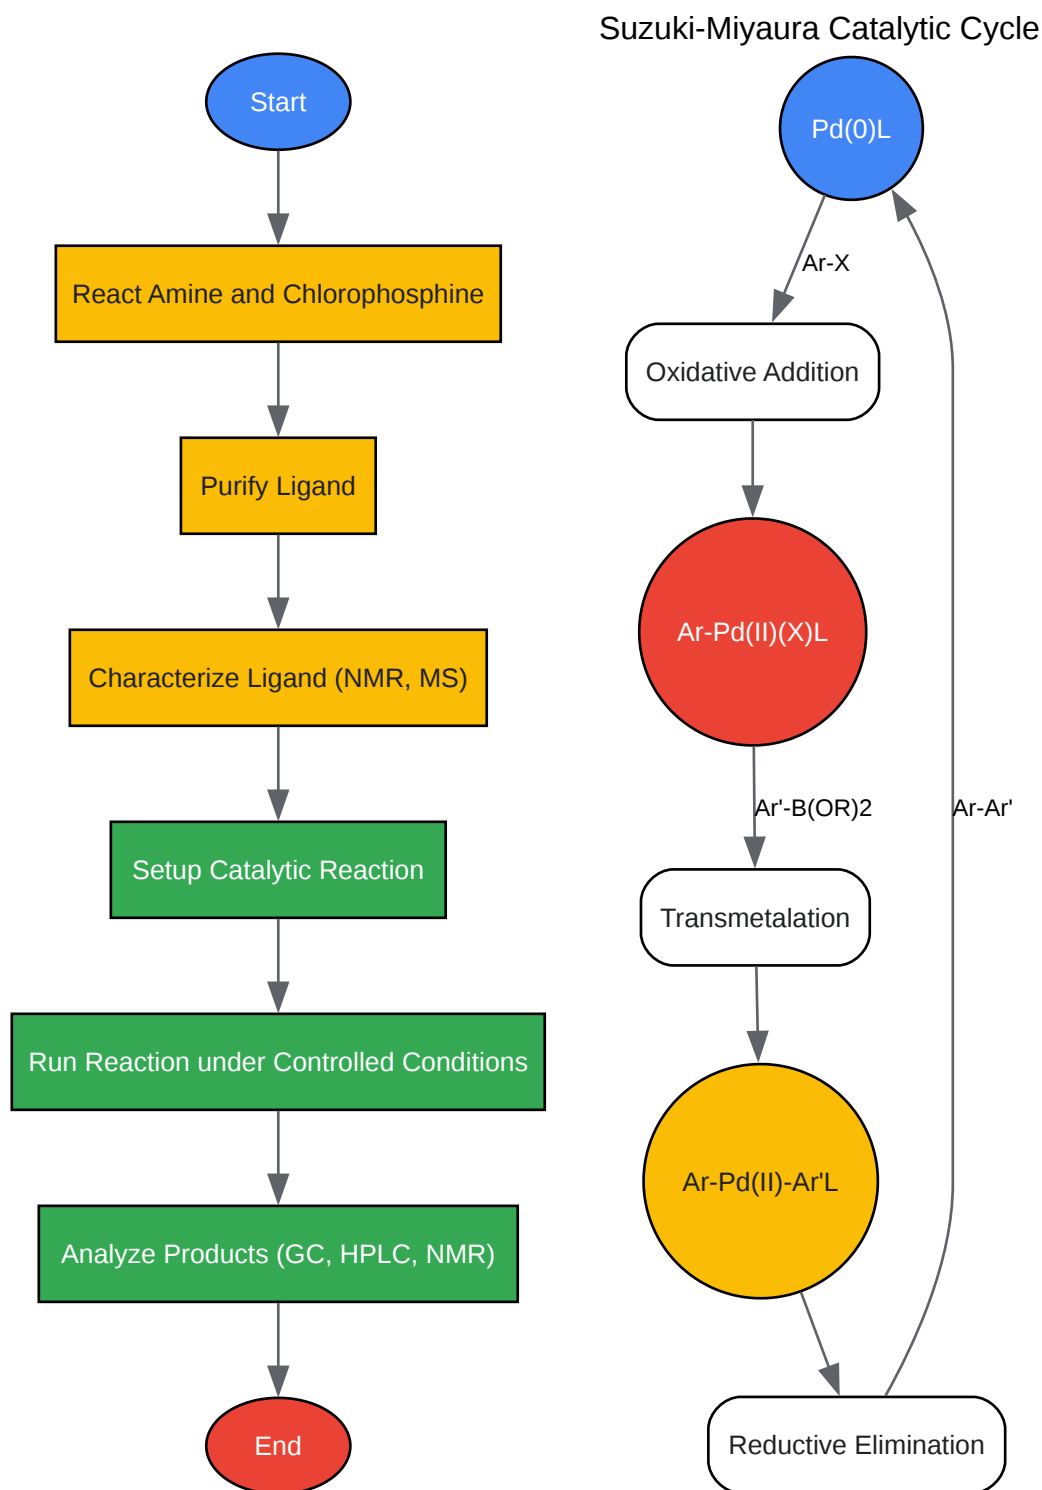 Suzuki-Miyaura Catalytic Cycle
Start
React Amine and Chlorophosphine
Purify Ligand
Characterize Ligand (NMR, MS)
Setup Catalytic Reaction
Run Reaction under Controlled Conditions
Analyze Products (GC, HPLC, NMR)
End
Pd(0)L
Ar-X
Oxidative Addition
Ar-Pd(II)(X)L
Ar'-B(OR)2
Ar-Ar'
Transmetalation
Ar-Pd(II)-Ar'L
Reductive Elimination